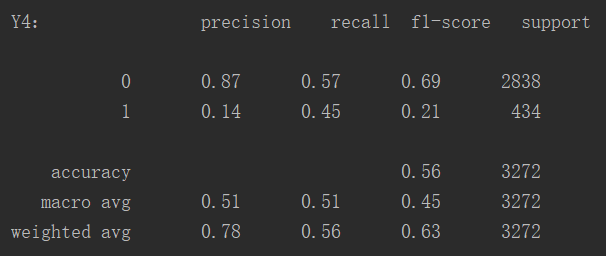 Y4: precision recall f1-score support
0 0.87 0.57 0.69 2838
1 0.14 0.45 0.21 434
accuracy 0.56 3272
macro avg 0.51 0.51 0.45 3272
weighted avg 0.78 0.56 0.63 3272